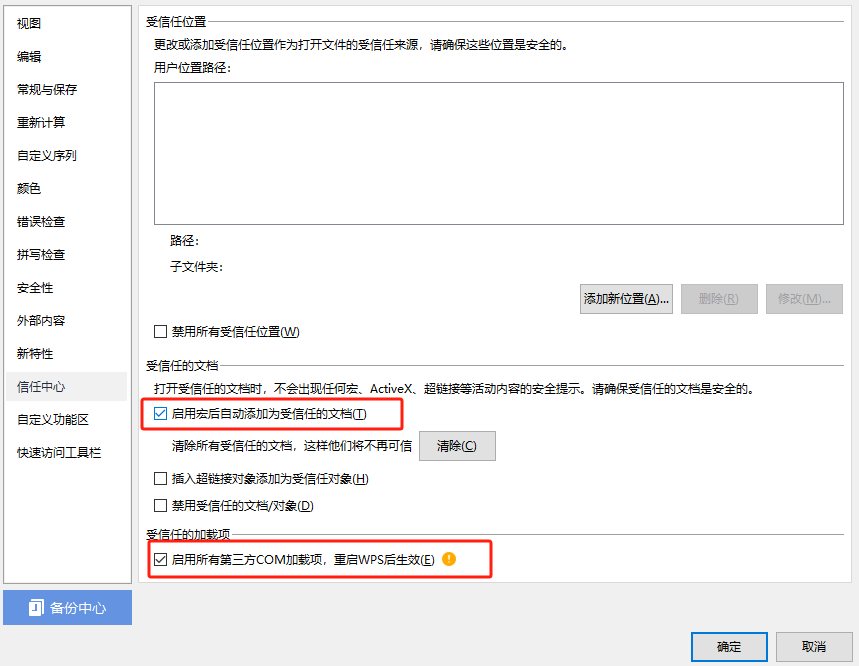 视图
编辑
常规与保存
重新计算
自定义序列
颜色
错误检查
拼写检查
安全性
外部内容
新特性
信任中心
自定义功能区
快速访问工具栏
备份中心
受信任位置
更改或添加受信任位置作为打开文件的受信任来源，请确保这些位置是安全的。
用户位置路径：
路径：
子文件夹：
添加新位置(A)... 删除(R) 修改(M)...
禁用所有受信任位置(W)
受信任的文档
打开受信任的文档时，不会出现任何宏、ActiveX、超链接等活动内容的安全提示。请确保受信任的文档是安全的。
启用宏后自动添加为受信任的文档(T)
清除所有受信任的文档，这样他们将不再可信 清除(C)
插入超链接对象添加为受信任对象(H)
禁用受信任的文档/对象(D)
受信任的加载项
启用所有第三方COM加载项，重启WPS后生效(E) !
确定 取消